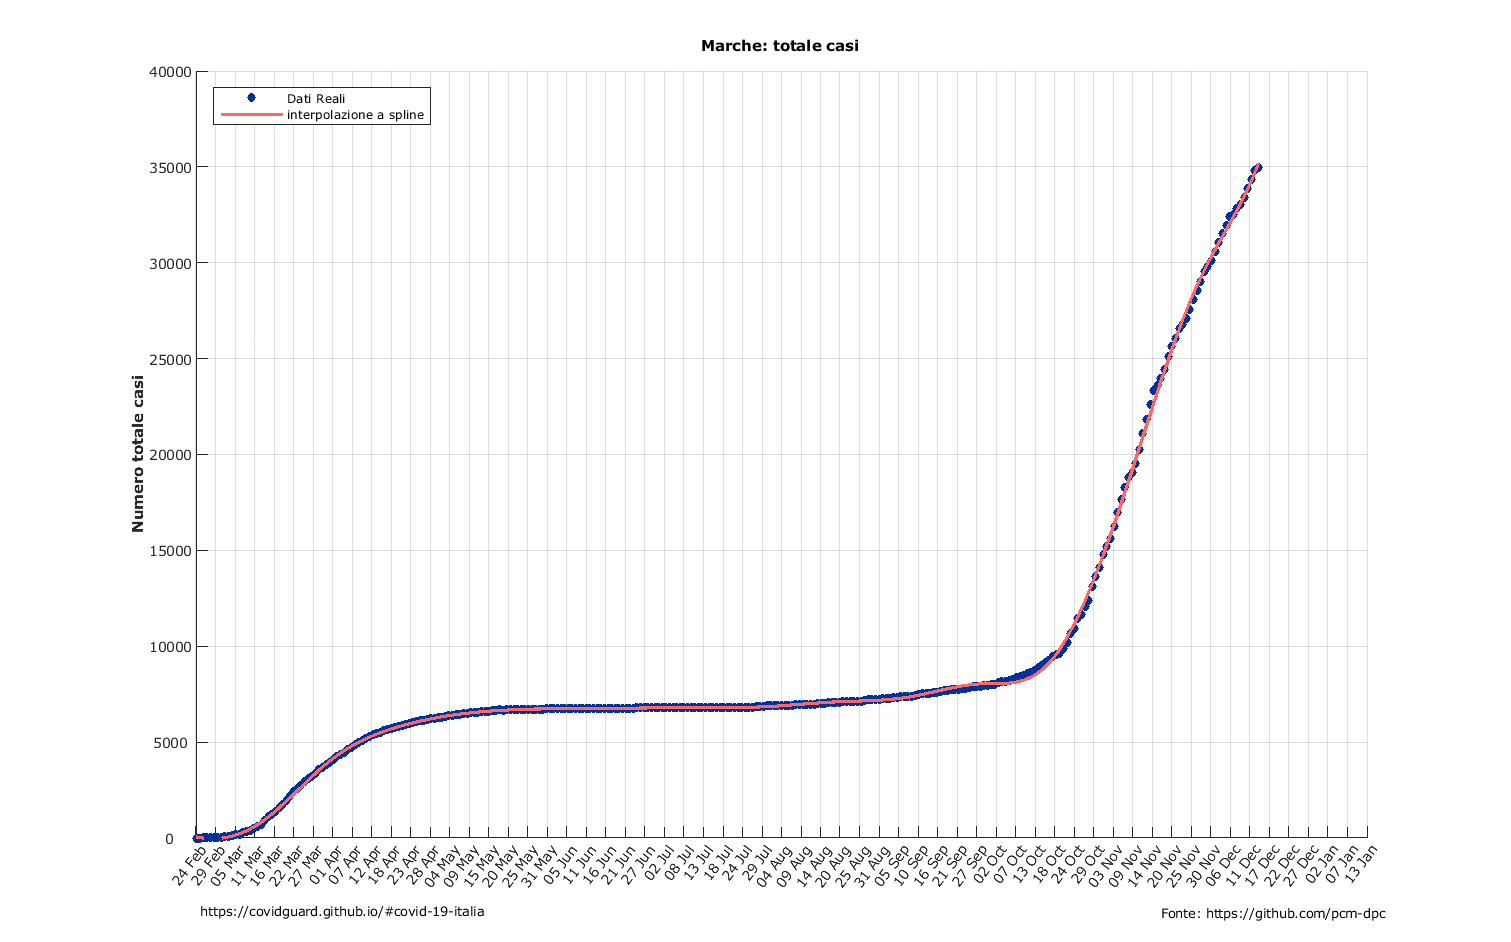 Marche: totale casi
40000
35000
30000
25000
20000
15000
10000
5000
0
Numero totale casi
Dati Reali
interpolazione a spline
24 Feb
29 Feb
05 Mar
11 Mar
16 Mar
22 Mar
27 Mar
01 Apr
07 Apr
12 Apr
18 Apr
23 Apr
28 Apr
04 May
09 May
15 May
20 May
25 May
31 May
05 Jun
11 Jun
16 Jun
21 Jun
27 Jun
02 Jul
08 Jul
13 Jul
18 Jul
24 Jul
29 Jul
04 Aug
09 Aug
14 Aug
20 Aug
25 Aug
31 Aug
05 Sep
10 Sep
16 Sep
21 Sep
27 Sep
02 Oct
07 Oct
13 Oct
18 Oct
24 Oct
29 Oct
03 Nov
09 Nov
14 Nov
20 Nov
25 Nov
30 Nov
06 Dec
11 Dec
17 Dec
22 Dec
27 Dec
02 Jan
07 Jan
13 Jan
https://covidguard.github.io/#covid-19-italia
Fonte: https://github.com/pcm-dpc